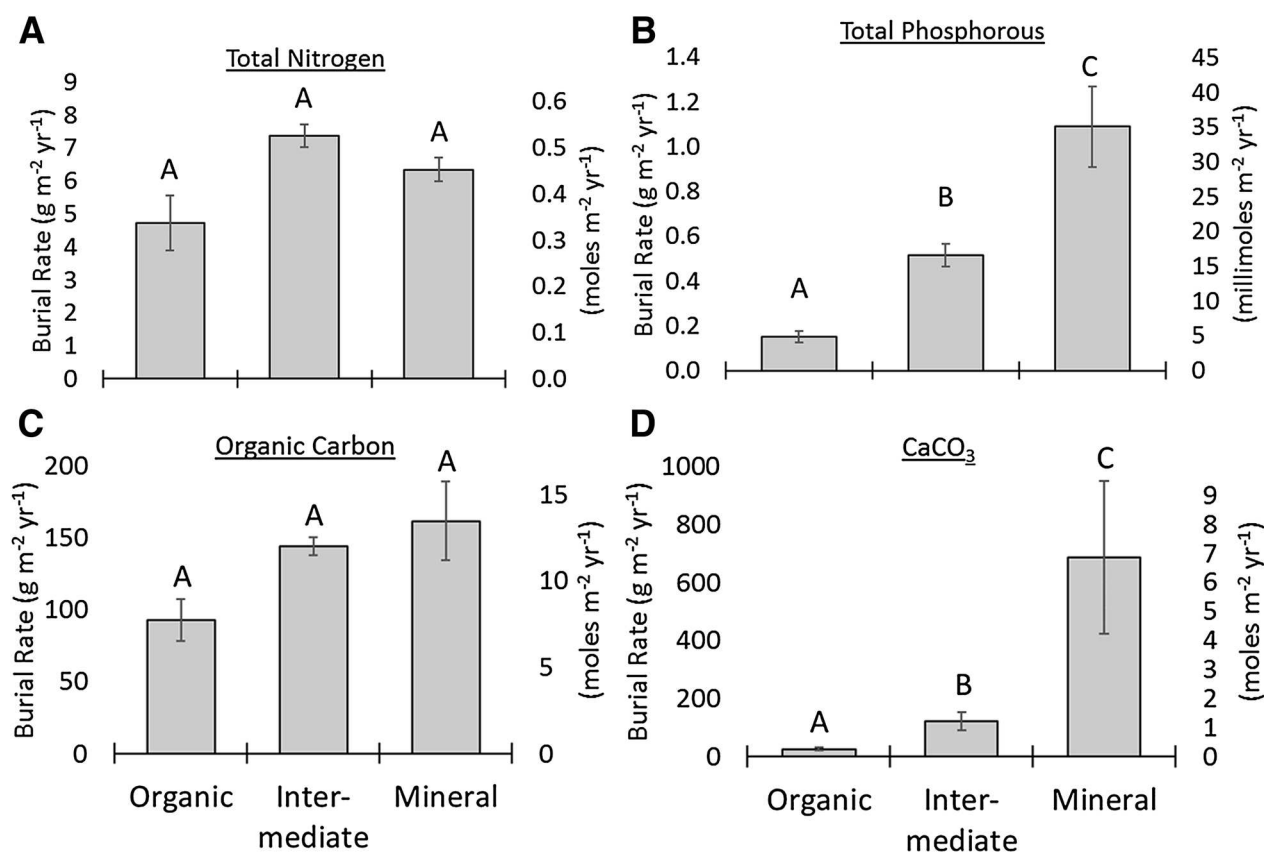 A
Total Nitrogen
Burial Rate (g m⁻² yr⁻¹)
9
8
7
6
5
4
3
2
1
0
A
A
A
0.6
0.5
0.4
0.3
0.2
0.1
0.0
(moles m⁻² yr⁻¹)
B
Total Phosphorous
Burial Rate (g m⁻² yr⁻¹)
1.4
1.2
1.0
0.8
0.6
0.4
0.2
0.0
A
B
C
45
40
35
30
25
20
15
10
5
0
(millimoles m⁻² yr⁻¹)
C
Organic Carbon
Burial Rate (g m⁻² yr⁻¹)
200
150
100
50
0
A
A
A
15
10
5
0
(moles m⁻² yr⁻¹)
Organic
Inter-
mediate
Mineral
D
CaCO₃
Burial Rate (g m⁻² yr⁻¹)
1000
800
600
400
200
0
A
B
C
9
8
7
6
5
4
3
2
1
0
(moles m⁻² yr⁻¹)
Organic
Inter-
mediate
Mineral